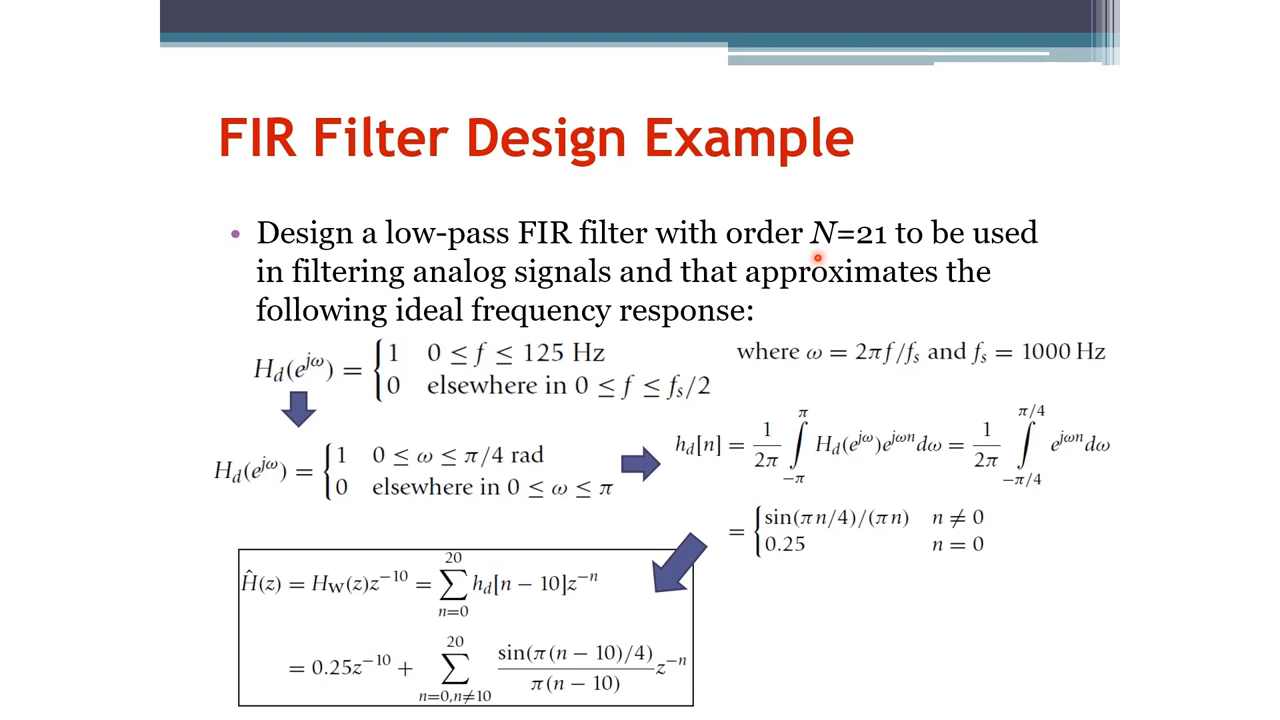 FIR Filter Design Example
• Design a low-pass FIR filter with order N=21 to be used
in filtering analog signals and that approximates the
following ideal frequency response:
H_d(e^{jω}) = { 1 0 ≤ f ≤ 125 Hz
0 elsewhere in 0 ≤ f ≤ f_s/2
where ω = 2πf/f_s and f_s = 1000 Hz
H_d(e^{jω}) = { 1 0 ≤ ω ≤ π/4 rad
0 elsewhere in 0 ≤ ω ≤ π
h_d[n] = 1/2π ∫_{−π}^{π} H_d(e^{jω})e^{jωn}dω = 1/2π ∫_{−π/4}^{π/4} e^{jωn}dω
= { sin(πn/4)/(πn) n ≠ 0
0.25 n = 0
Ĥ(z) = H_W(z)z^{−10} = ∑_{n=0}^{20} h_d[n − 10]z^{−n}
= 0.25z^{−10} + ∑_{n=0,n≠10}^{20} sin(π(n − 10)/4)/π(n − 10) z^{−n}